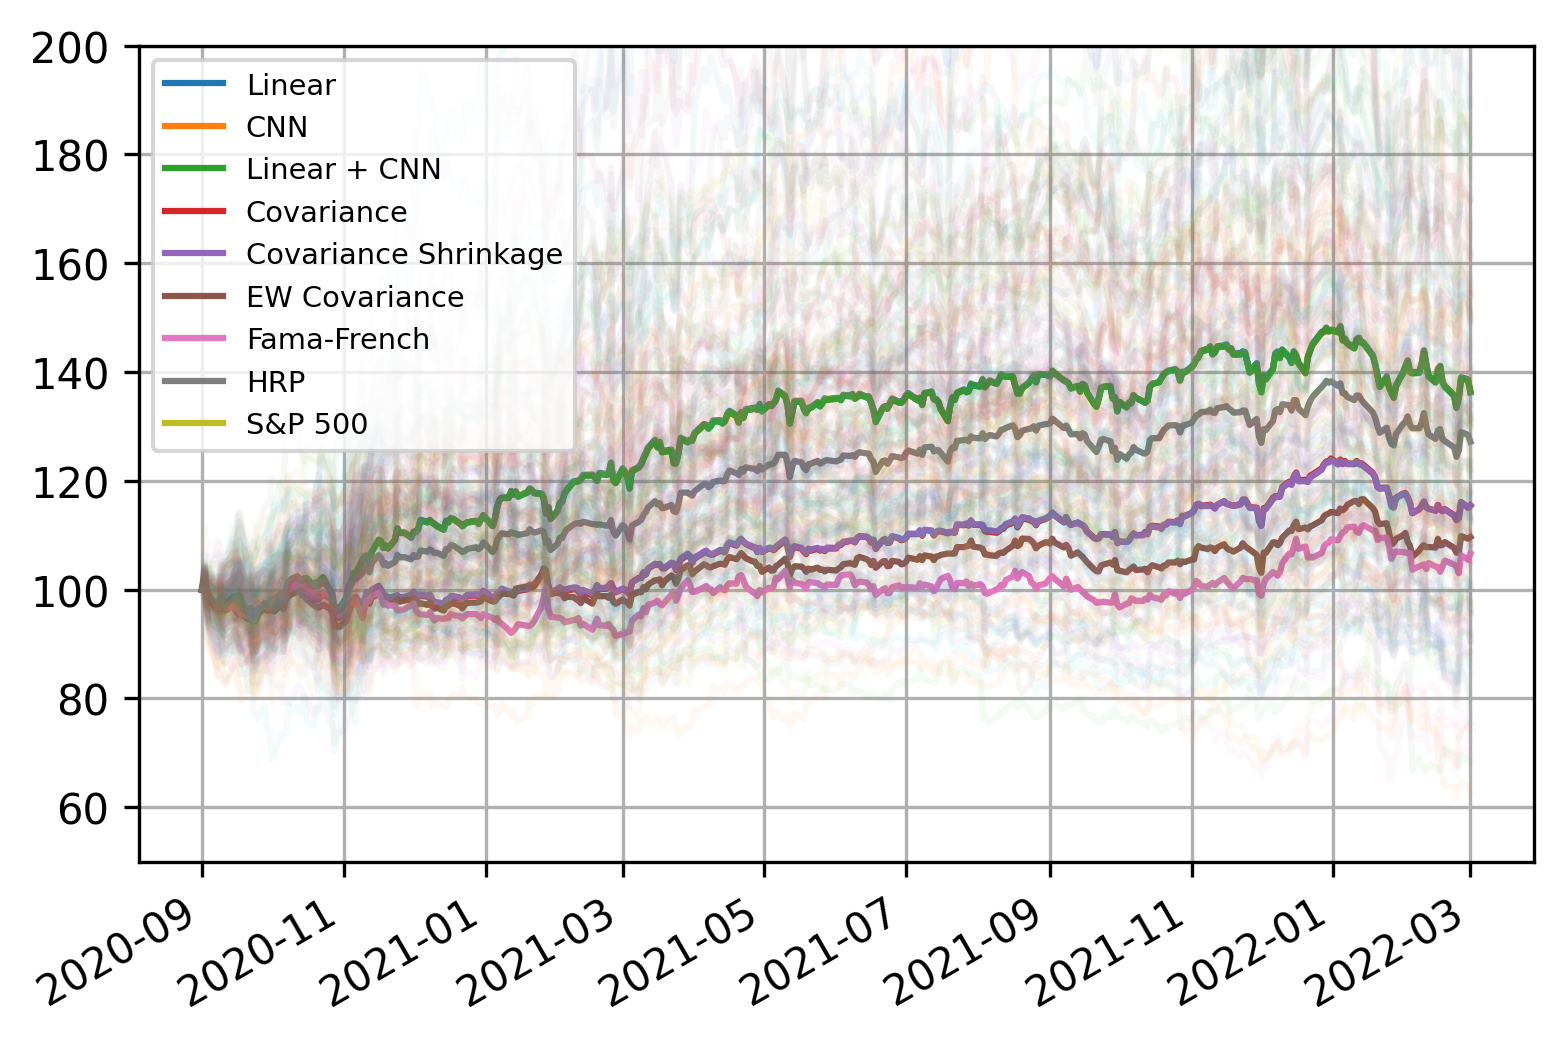 200
180
160
140
120
100
80
60
Linear
CNN
Linear + CNN
Covariance
Covariance Shrinkage
EW Covariance
Fama-French
HRP
S&P 500
2020-09
2020-11
2021-01
2021-03
2021-05
2021-07
2021-09
2021-11
2022-01
2022-03